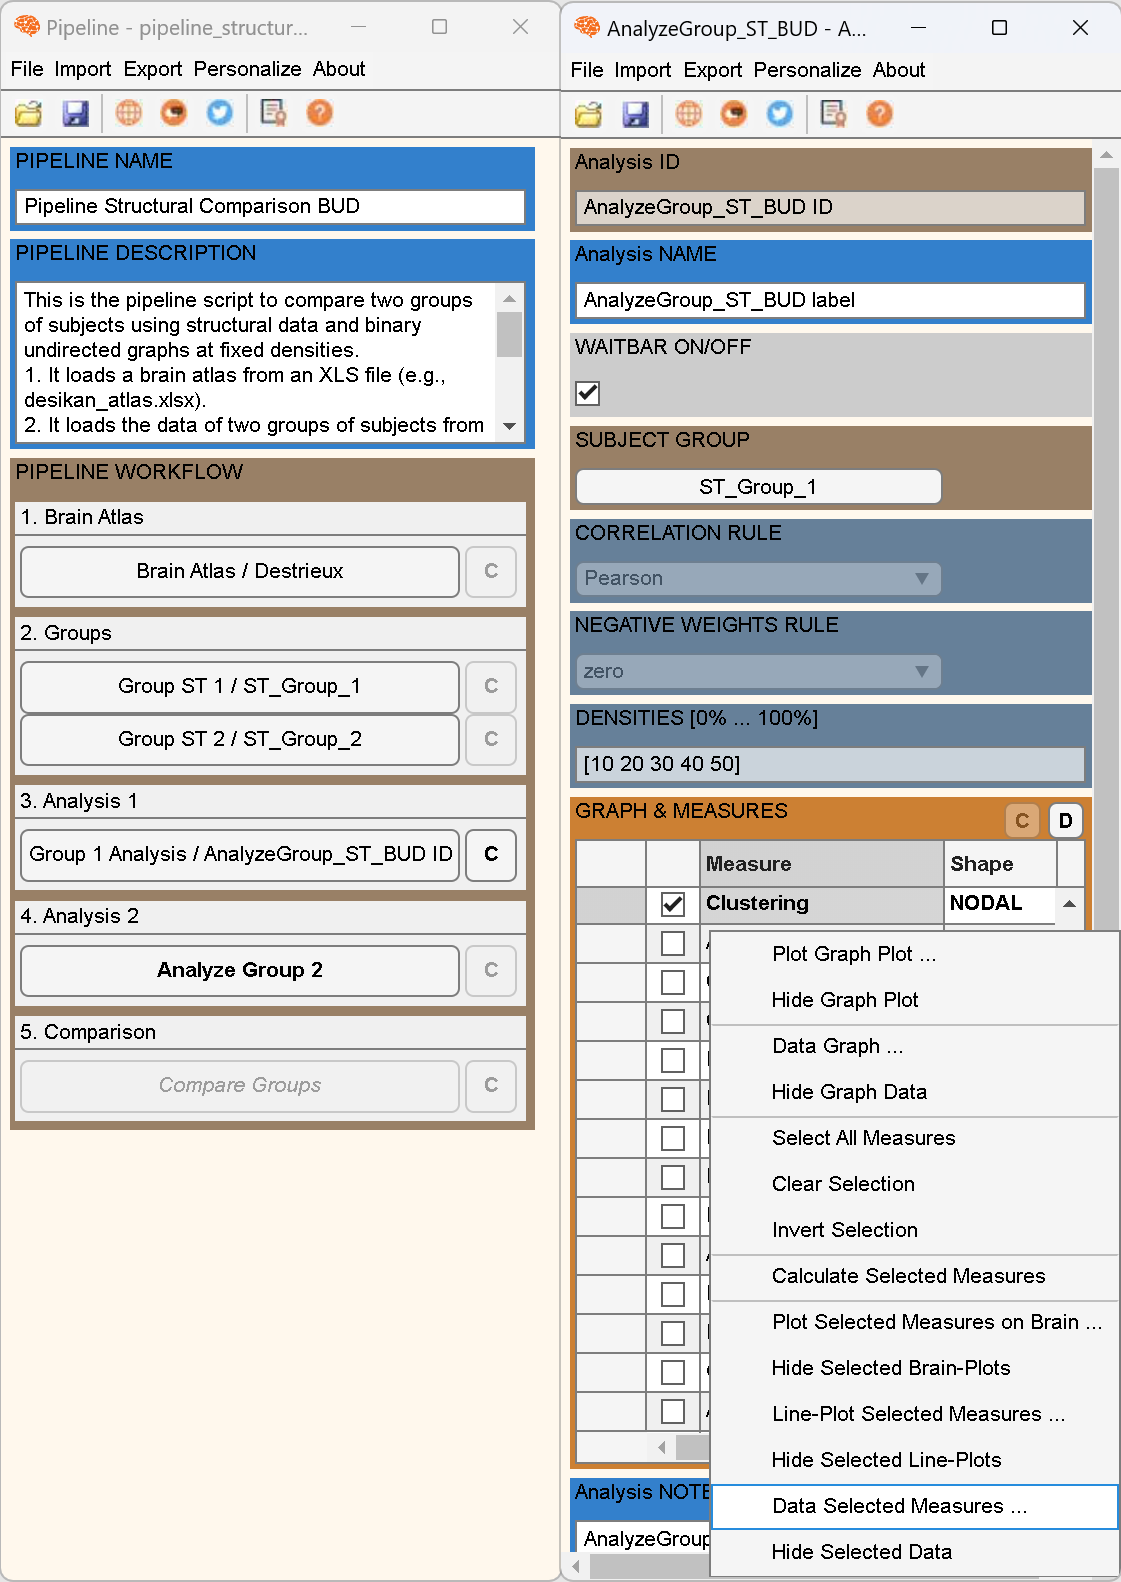 Pipeline - pipeline_structur...
File Import Export Personalize About
PIPELINE NAME
Pipeline Structural Comparison BUD
PIPELINE DESCRIPTION
This is the pipeline script to compare two groups
of subjects using structural data and binary
undirected graphs at fixed densities.
1. It loads a brain atlas from an XLS file (e.g.,
desikan_atlas.xlsx).
2. It loads the data of two groups of subjects from
PIPELINE WORKFLOW
1. Brain Atlas
Brain Atlas / Destrieux C
2. Groups
Group ST 1 / ST_Group_1 C
Group ST 2 / ST_Group_2 C
3. Analysis 1
Group 1 Analysis / AnalyzeGroup_ST_BUD ID C
4. Analysis 2
Analyze Group 2 C
5. Comparison
Compare Groups C
AnalyzeGroup_ST_BUD - A...
File Import Export Personalize About
Analysis ID
AnalyzeGroup_ST_BUD ID
Analysis NAME
AnalyzeGroup_ST_BUD label
WAITBAR ON/OFF
SUBJECT GROUP
ST_Group_1
CORRELATION RULE
Pearson
NEGATIVE WEIGHTS RULE
zero
DENSITIES [0% ... 100%]
[10 20 30 40 50]
GRAPH & MEASURES C D
Measure Shape
Clustering NODAL
Plot Graph Plot ...
Hide Graph Plot
Data Graph ...
Hide Graph Data
Select All Measures
Clear Selection
Invert Selection
Calculate Selected Measures
Plot Selected Measures on Brain ...
Hide Selected Brain-Plots
Line-Plot Selected Measures ...
Hide Selected Line-Plots
Data Selected Measures ...
Hide Selected Data
Analysis NOTE
AnalyzeGroup